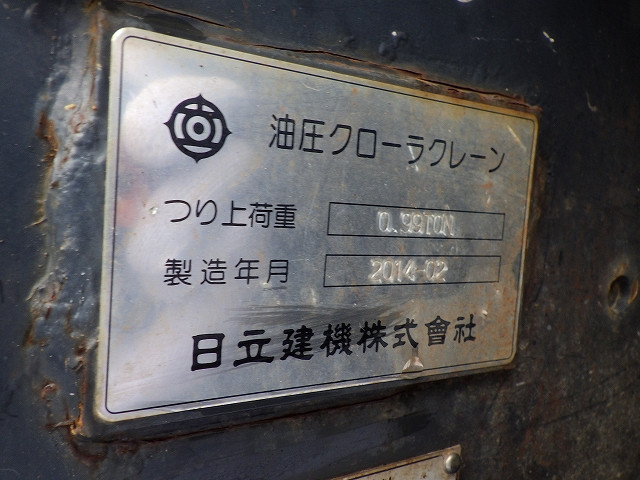 油圧クローラクレーン
つり上荷重 0.99TON
製造年月 2014-02
日立建機株式會社